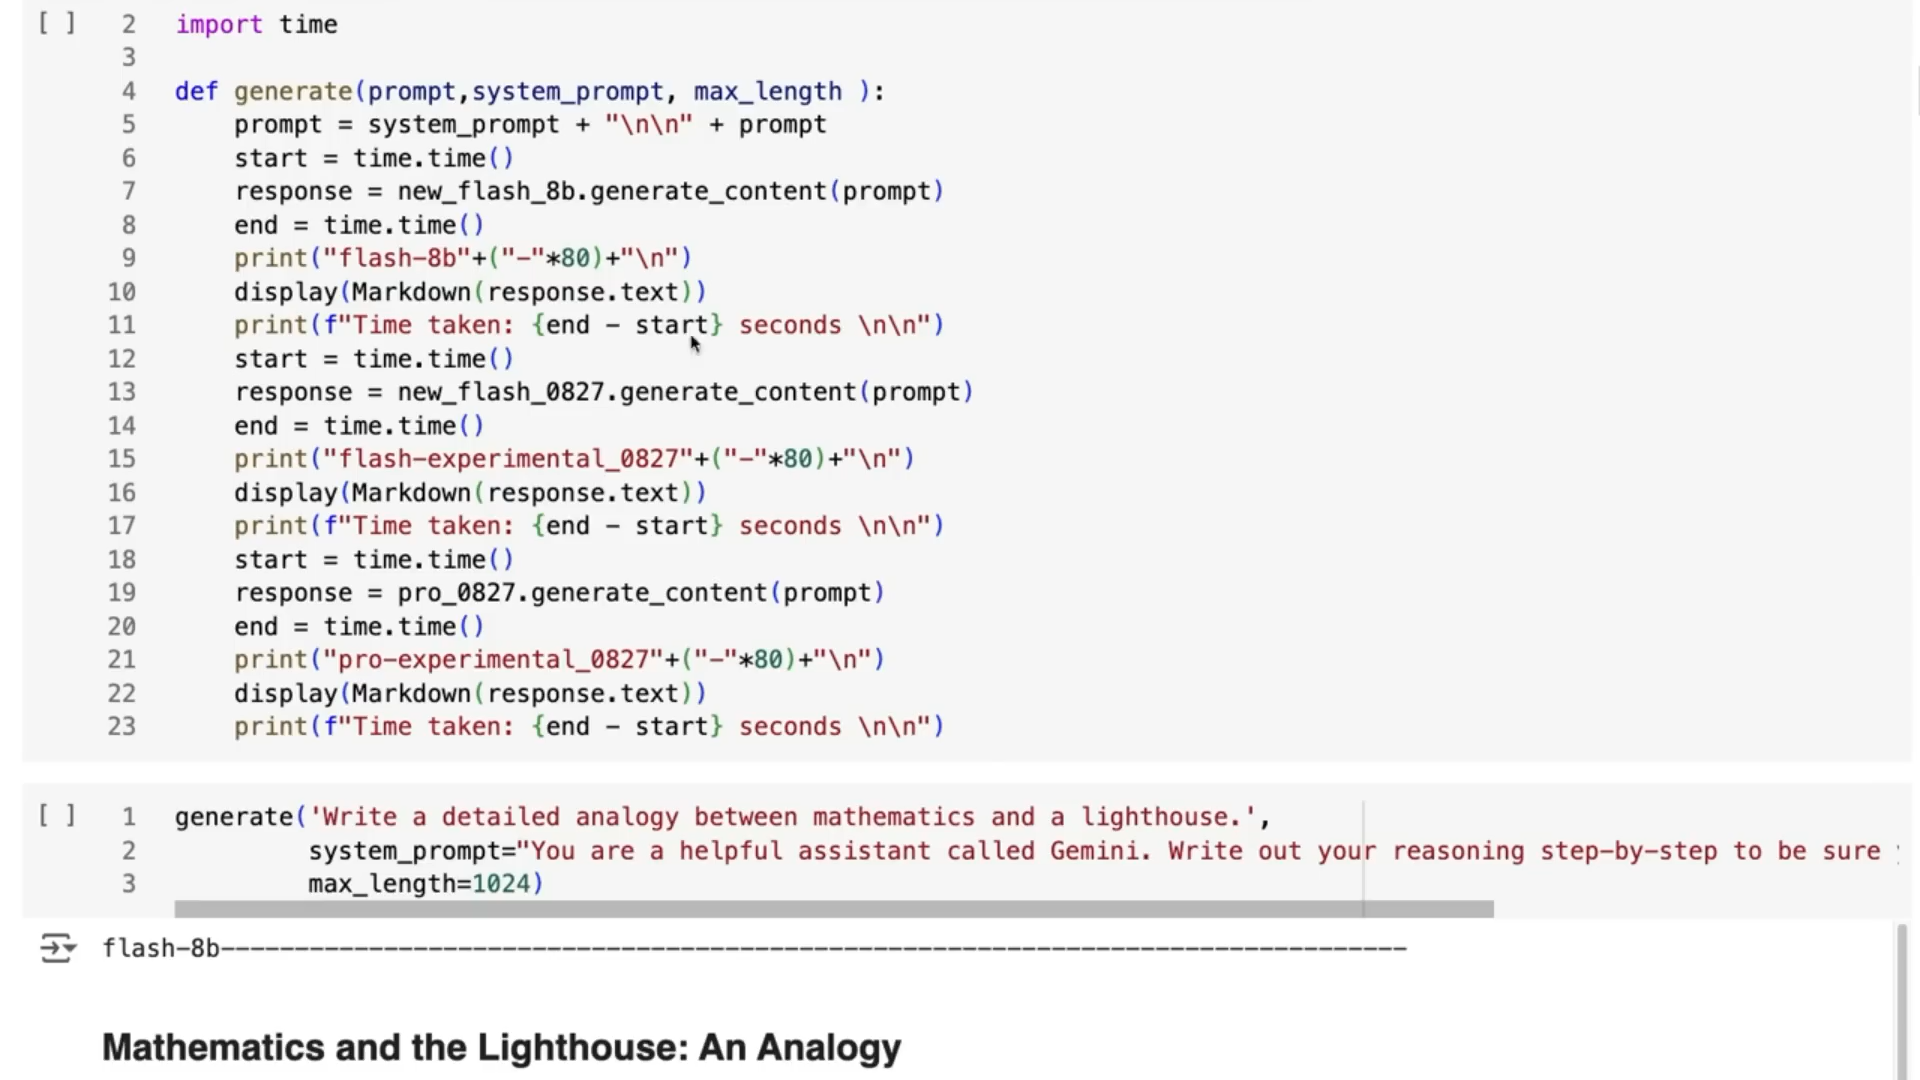 [ ] 2 import time
3
4 def generate(prompt,system_prompt, max_length ):
5     prompt = system_prompt + "\n\n" + prompt
6     start = time.time()
7     response = new_flash_8b.generate_content(prompt)
8     end = time.time()
9     print("flash-8b"+("-"*80)+"\n")
10     display(Markdown(response.text))
11     print(f"Time taken: {end - start} seconds \n\n")
12     start = time.time()
13     response = new_flash_0827.generate_content(prompt)
14     end = time.time()
15     print("flash-experimental_0827"+("-"*80)+"\n")
16     display(Markdown(response.text))
17     print(f"Time taken: {end - start} seconds \n\n")
18     start = time.time()
19     response = pro_0827.generate_content(prompt)
20     end = time.time()
21     print("pro-experimental_0827"+("-"*80)+"\n")
22     display(Markdown(response.text))
23     print(f"Time taken: {end - start} seconds \n\n")
[ ] 1 generate('Write a detailed analogy between mathematics and a lighthouse.',
2          system_prompt="You are a helpful assistant called Gemini. Write out your reasoning step-by-step to be sure
3          max_length=1024)
flash-8b--------------------------------------------------------------------------------
Mathematics and the Lighthouse: An Analogy